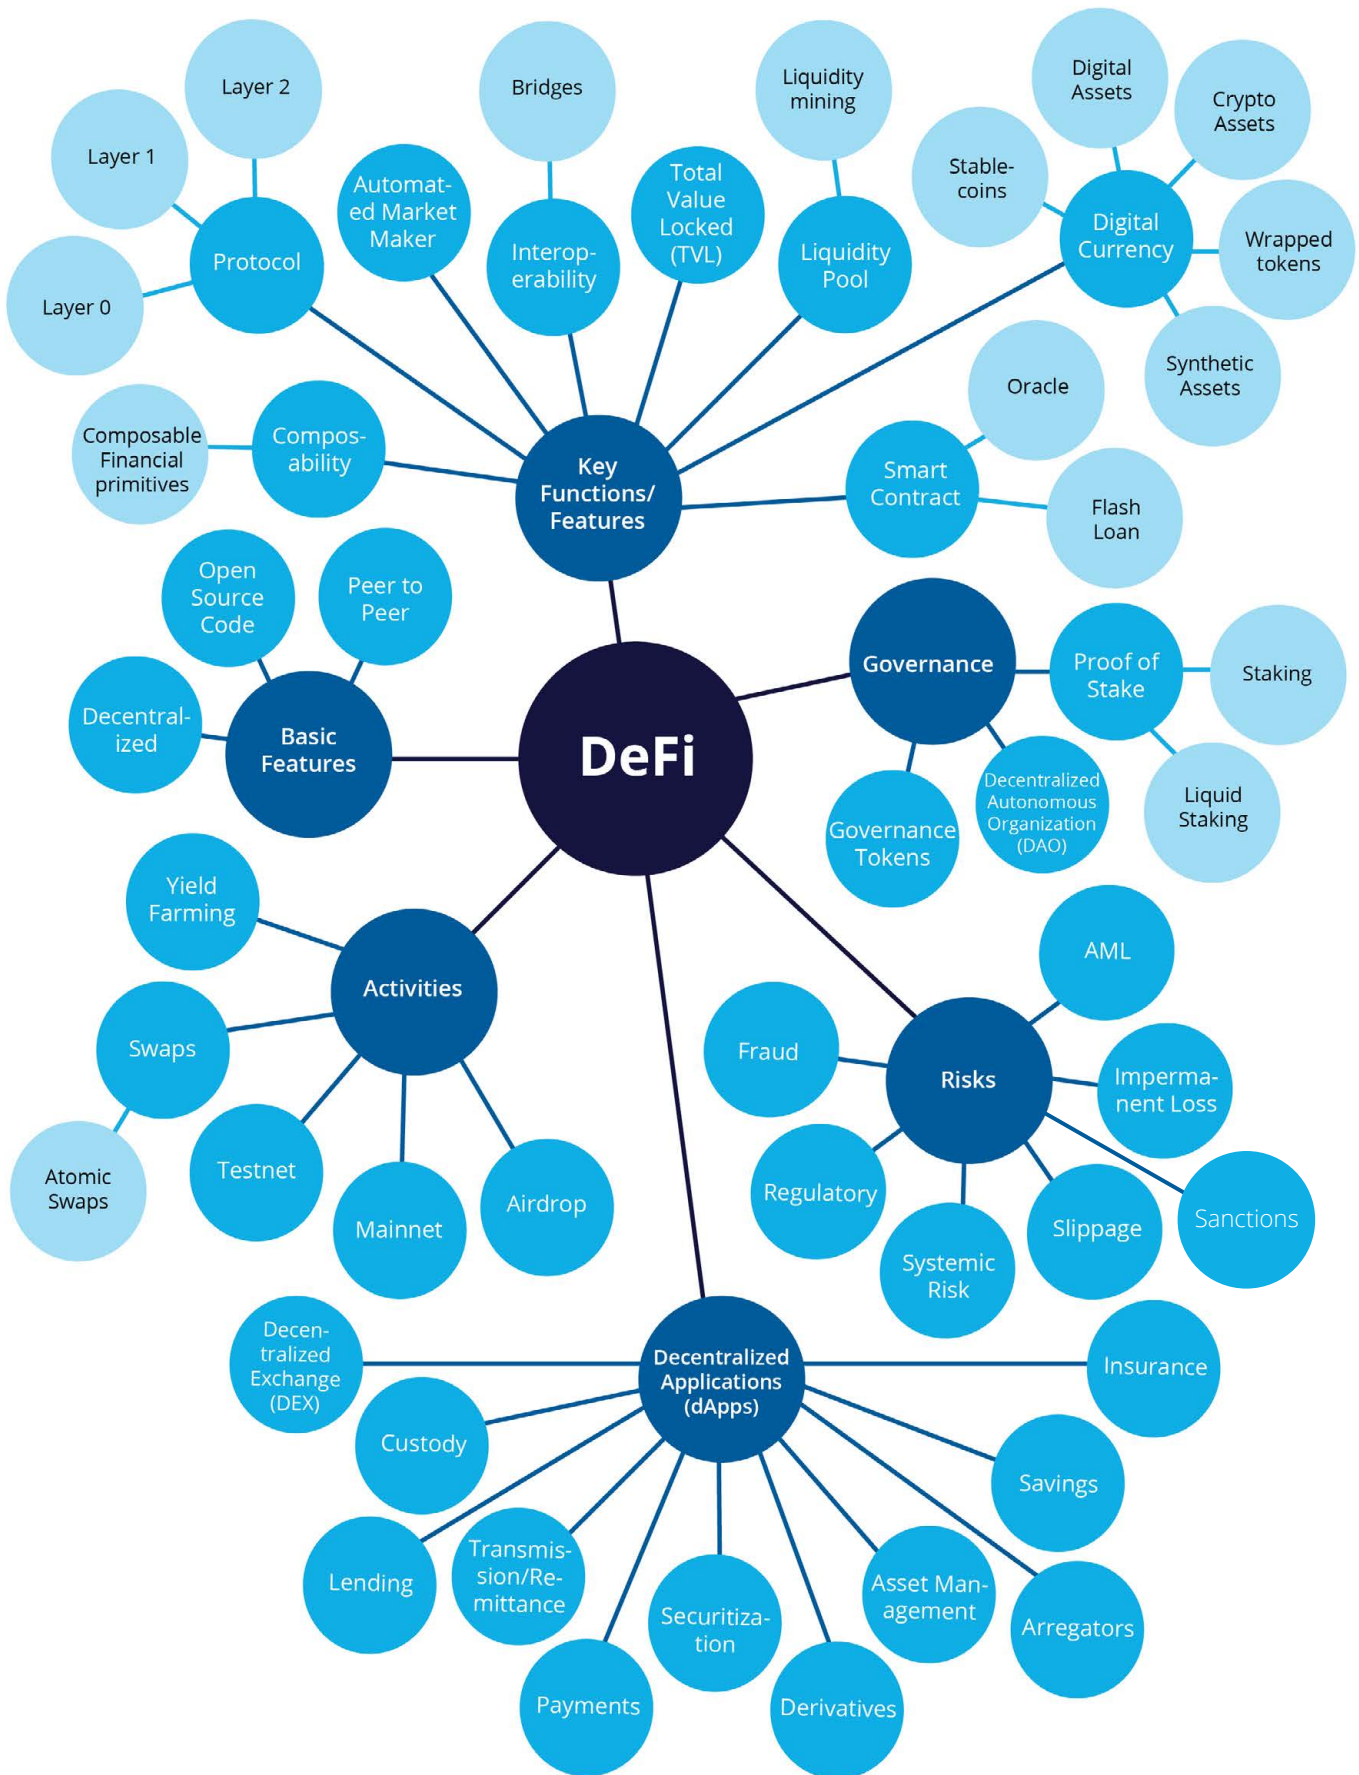 Layer 2
Bridges
Liquidity
mining
Digital
Assets
Crypto
Assets
Layer 1
Automat-
ed Market
Maker
Total
Value
Locked
(TVL)
Stable-
coins
Digital
Currency
Wrapped
tokens
Protocol
Interop-
erability
Liquidity
Pool
Layer 0
Synthetic
Assets
Oracle
Composable
Financial
primitives
Compos-
ability
Key
Functions/
Features
Smart
Contract
Flash
Loan
Open
Source
Code
Peer to
Peer
Governance
Proof of
Stake
Staking
Decentral-
ized
Basic
Features
DeFi
Governance
Tokens
Decentralized
Autonomous
Organization
(DAO)
Liquid
Staking
Yield
Farming
Activities
AML
Swaps
Fraud
Risks
Imperma-
nent Loss
Atomic
Swaps
Testnet
Mainnet
Airdrop
Regulatory
Systemic
Risk
Slippage
Sanctions
Decen-
tralized
Exchange
(DEX)
Decentralized
Applications
(dApps)
Insurance
Custody
Savings
Lending
Transmis-
sion/Re-
mittance
Securitiza-
tion
Asset Man-
agement
Arregators
Payments
Derivatives